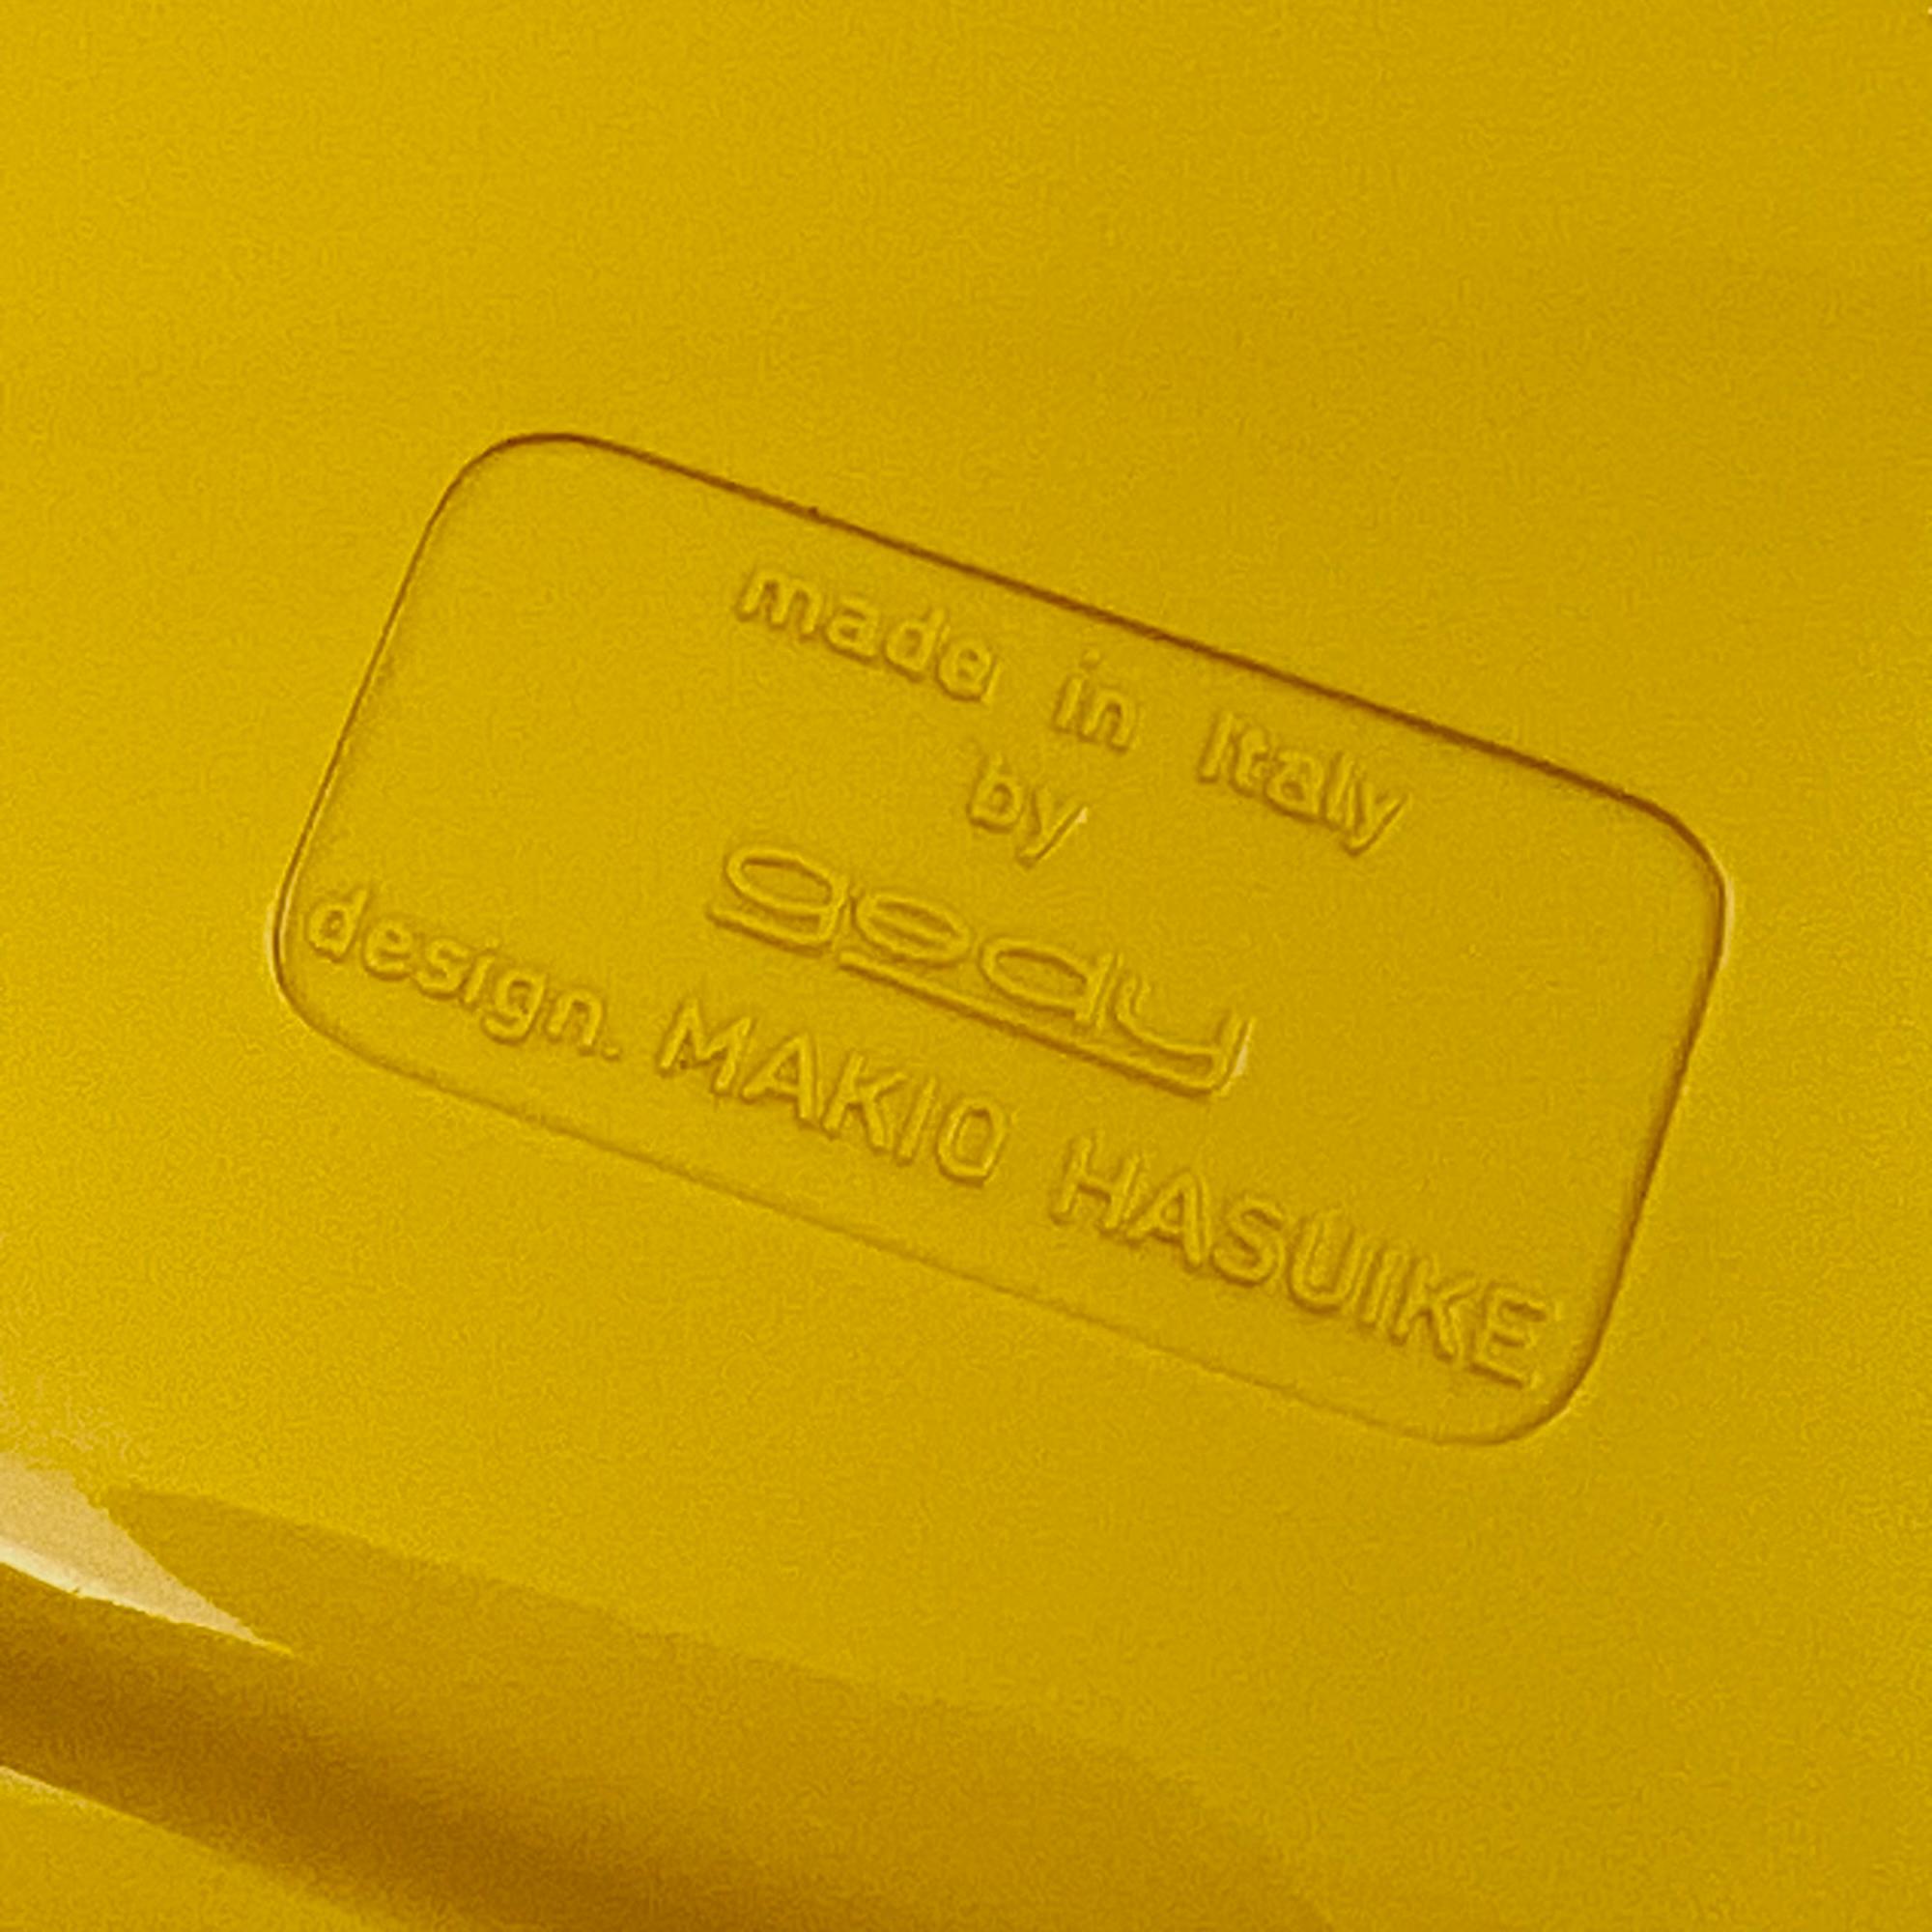 made in Italy
by
gedy
design. MAKIO HASUIKE